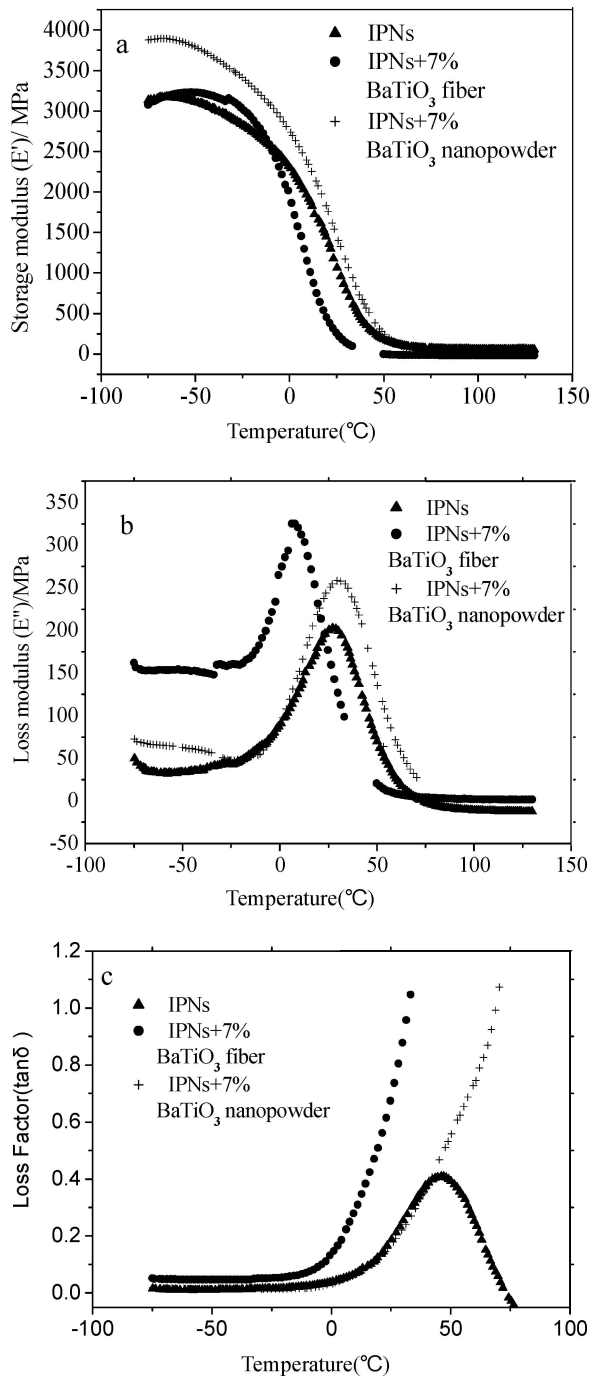 a
IPNs
IPNs+7%
BaTiO3 fiber
IPNs+7%
BaTiO3 nanopowder
4000
3500
3000
2500
2000
1500
1000
500
0
Storage modulus (E')/ MPa
-100 -50 0 50 100 150
Temperature(℃)
b
IPNs
IPNs+7%
BaTiO3 fiber
IPNs+7%
BaTiO3 nanopowder
350
300
250
200
150
100
50
0
-50
Loss modulus (E'')/MPa
-100 -50 0 50 100 150
Temperature(℃)
c
IPNs
IPNs+7%
BaTiO3 fiber
IPNs+7%
BaTiO3 nanopowder
1.2
1.0
0.8
0.6
0.4
0.2
0.0
Loss Factor(tanδ )
-100 -50 0 50 100
Temperature(℃)